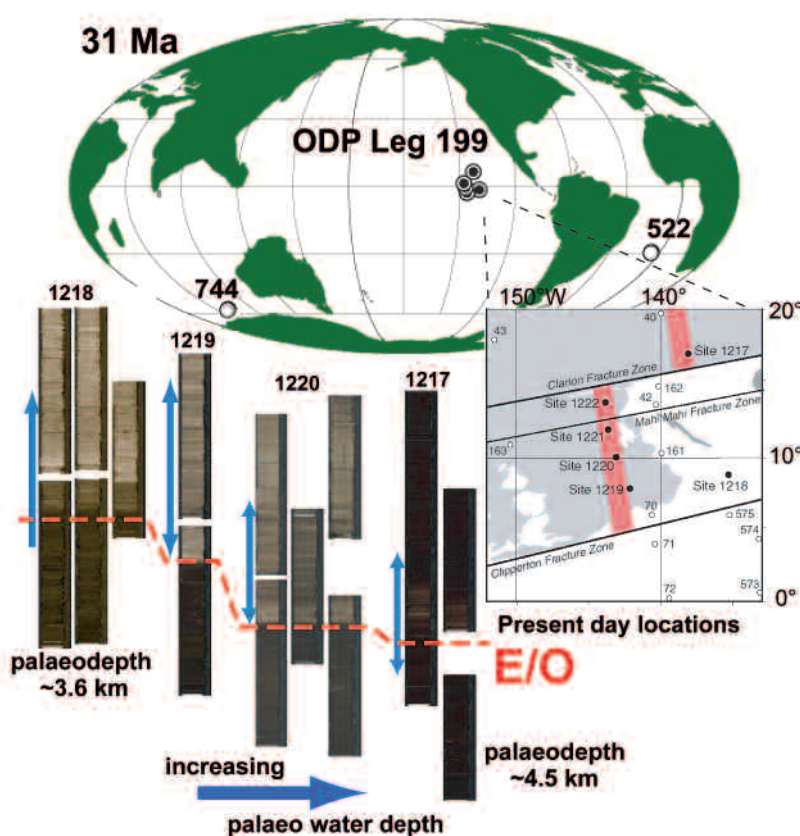 31 Ma
ODP Leg 199
522
744
1218
1219
1220
1217
150°W 140° 20°
43
40
Site 1217
Clarion Fracture Zone
162
Site 1222
42
Mahi Mahi Fracture Zone
Site 1221
163
161
10°
Site 1220
Site 1218
Site 1219
70
575
574
71
Clipperton Fracture Zone
573
72
0°
Present day locations
E/O
palaeodepth
~3.6 km
palaeodepth
~4.5 km
increasing
palaeo water depth